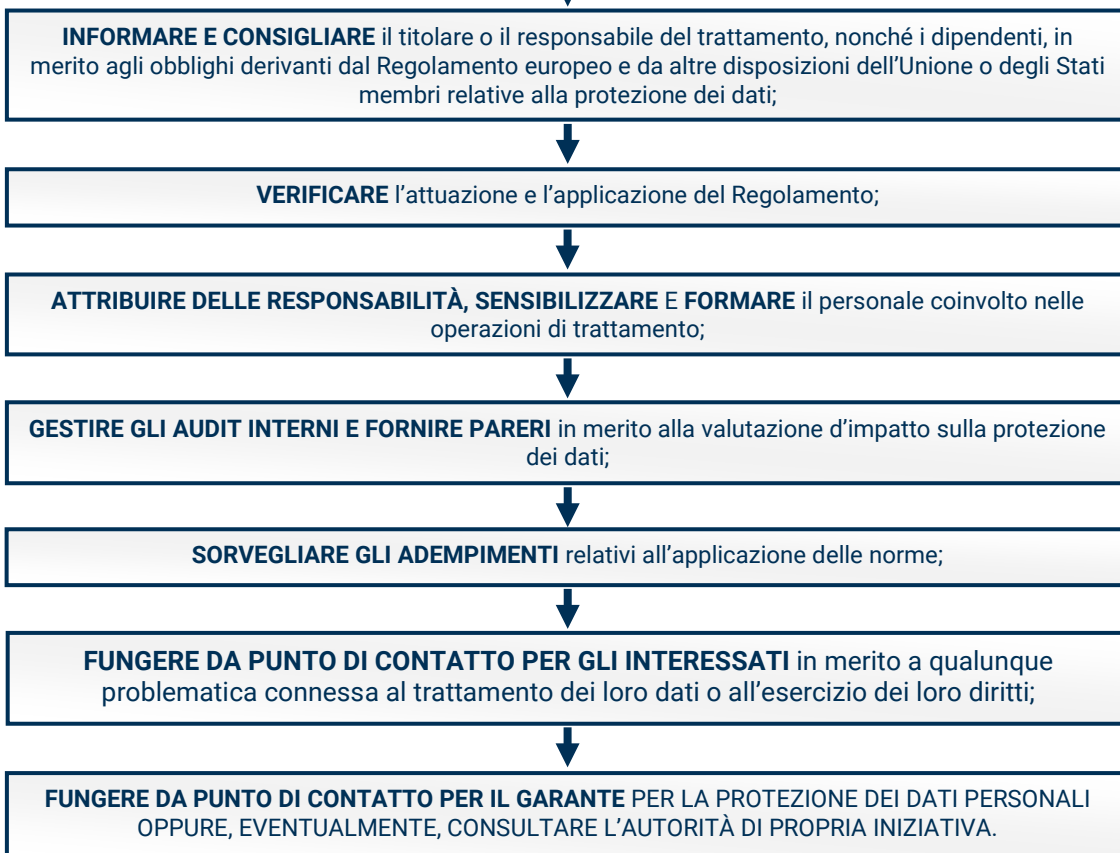 INFORMARE E CONSIGLIARE il titolare o il responsabile del trattamento, nonché i dipendenti, in
merito agli obblighi derivanti dal Regolamento europeo e da altre disposizioni dell'Unione o degli Stati
membri relative alla protezione dei dati;
VERIFICARE l'attuazione e l'applicazione del Regolamento;
ATTRIBUIRE DELLE RESPONSABILITÀ, SENSIBILIZZARE E FORMARE il personale coinvolto nelle
operazioni di trattamento;
GESTIRE GLI AUDIT INTERNI E FORNIRE PARERI in merito alla valutazione d'impatto sulla protezione
dei dati;
SORVEGLIARE GLI ADEMPIMENTI relativi all'applicazione delle norme;
FUNGERE DA PUNTO DI CONTATTO PER GLI INTERESSATI in merito a qualunque
problematica connessa al trattamento dei loro dati o all'esercizio dei loro diritti;
FUNGERE DA PUNTO DI CONTATTO PER IL GARANTE PER LA PROTEZIONE DEI DATI PERSONALI
OPPURE, EVENTUALMENTE, CONSULTARE L'AUTORITÀ DI PROPRIA INIZIATIVA.